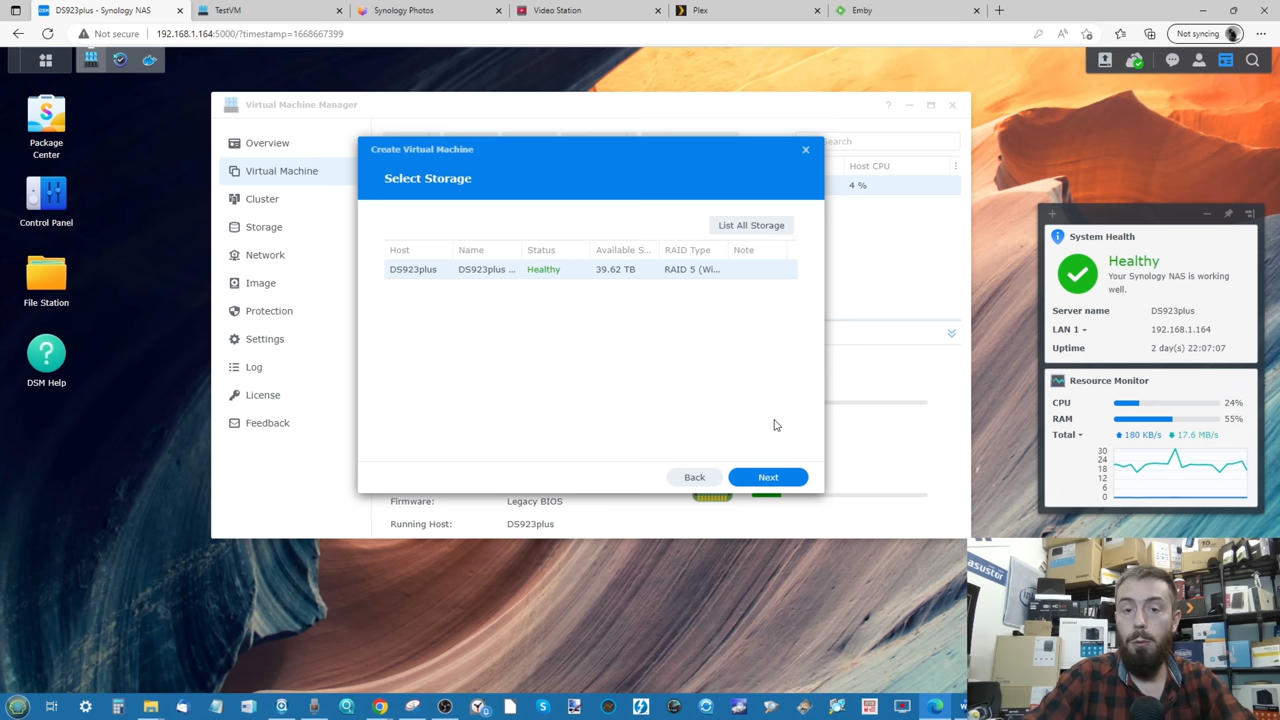 DS923plus - Synology NAS
TestVM
Synology Photos
Video Station
Plex
Emby
Not secure
192.168.1.164:5000/?timestamp=1668667399
Not syncing
Package Center
Control Panel
File Station
DSM Help
Virtual Machine Manager
Overview
Virtual Machine
Cluster
Storage
Network
Image
Protection
Settings
Log
License
Feedback
Search
Host CPU
4 %
Create Virtual Machine
Select Storage
List All Storage
Host Name Status Available S... RAID Type Note
DS923plus DS923plus ... Healthy 39.62 TB RAID 5 (Wi...
Back Next
Firmware: Legacy BIOS
Running Host: DS923plus
System Health
Healthy
Your Synology NAS is working
well.
Server name DS923plus
LAN 1 192.168.1.164
Uptime 2 day(s) 22:07:07
Resource Monitor
CPU 24%
RAM 55%
Total 180 KB/s 17.6 MB/s
30
24
18
12
6
0
asustor